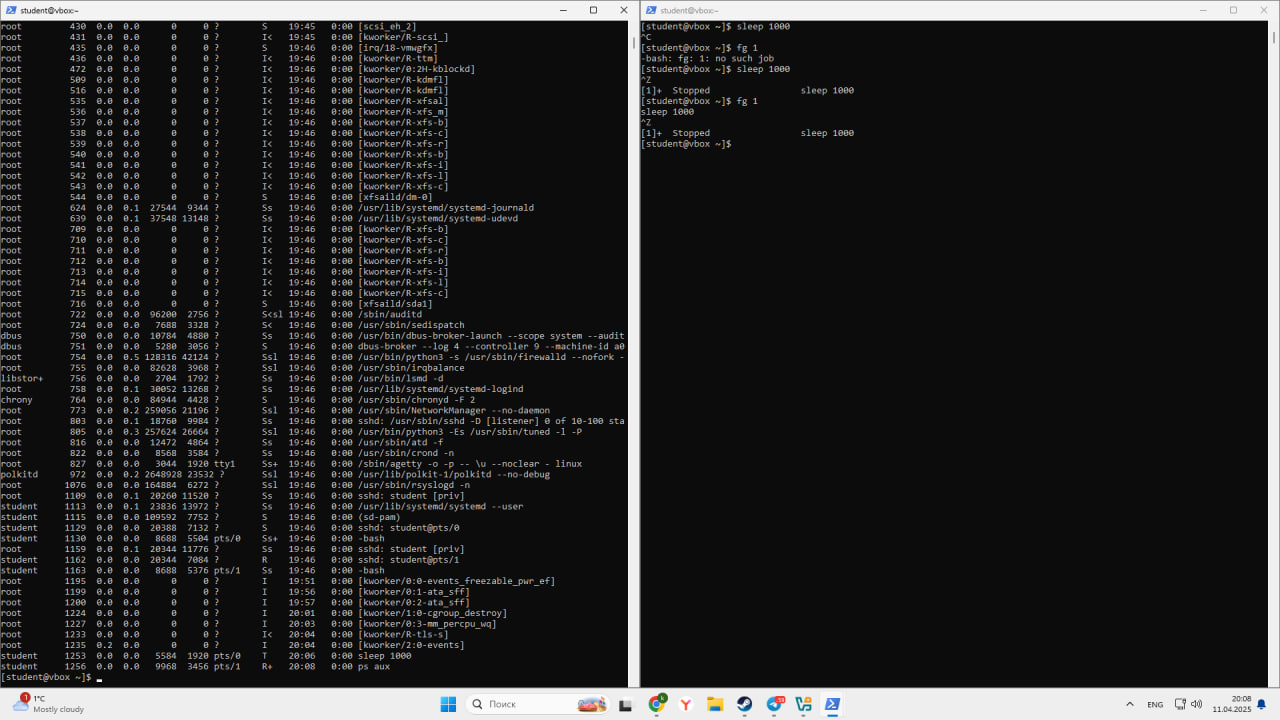 student@vbox:~
root 430 0.0 0.0 0 0 ? S 19:45 0:00 [scsi_eh_2]
root 431 0.0 0.0 0 0 ? I< 19:45 0:00 [kworker/R-scsi_]
root 435 0.0 0.0 0 0 ? S 19:46 0:00 [irq/18-vmwgfx]
root 436 0.0 0.0 0 0 ? I< 19:46 0:00 [kworker/R-ttm]
root 472 0.0 0.0 0 0 ? I< 19:46 0:00 [kworker/0:2H-kblockd]
root 509 0.0 0.0 0 0 ? I< 19:46 0:00 [kworker/R-kdmfl]
root 516 0.0 0.0 0 0 ? I< 19:46 0:00 [kworker/R-kdmfl]
root 535 0.0 0.0 0 0 ? I< 19:46 0:00 [kworker/R-xfsal]
root 536 0.0 0.0 0 0 ? I< 19:46 0:00 [kworker/R-xfs_m]
root 537 0.0 0.0 0 0 ? I< 19:46 0:00 [kworker/R-xfs-b]
root 538 0.0 0.0 0 0 ? I< 19:46 0:00 [kworker/R-xfs-c]
root 539 0.0 0.0 0 0 ? I< 19:46 0:00 [kworker/R-xfs-r]
root 540 0.0 0.0 0 0 ? I< 19:46 0:00 [kworker/R-xfs-b]
root 541 0.0 0.0 0 0 ? I< 19:46 0:00 [kworker/R-xfs-i]
root 542 0.0 0.0 0 0 ? I< 19:46 0:00 [kworker/R-xfs-l]
root 543 0.0 0.0 0 0 ? I< 19:46 0:00 [kworker/R-xfs-c]
root 544 0.0 0.0 0 0 ? S 19:46 0:00 [xfsaild/dm-0]
root 624 0.0 0.1 27544 9344 ? Ss 19:46 0:00 /usr/lib/systemd/systemd-journald
root 639 0.0 0.1 37548 13148 ? Ss 19:46 0:00 /usr/lib/systemd/systemd-udevd
root 709 0.0 0.0 0 0 ? I< 19:46 0:00 [kworker/R-xfs-b]
root 710 0.0 0.0 0 0 ? I< 19:46 0:00 [kworker/R-xfs-c]
root 711 0.0 0.0 0 0 ? I< 19:46 0:00 [kworker/R-xfs-r]
root 712 0.0 0.0 0 0 ? I< 19:46 0:00 [kworker/R-xfs-b]
root 713 0.0 0.0 0 0 ? I< 19:46 0:00 [kworker/R-xfs-i]
root 714 0.0 0.0 0 0 ? I< 19:46 0:00 [kworker/R-xfs-l]
root 715 0.0 0.0 0 0 ? I< 19:46 0:00 [kworker/R-xfs-c]
root 716 0.0 0.0 0 0 ? S 19:46 0:00 [xfsaild/sda1]
root 722 0.0 0.0 96200 2756 ? S<sl 19:46 0:00 /sbin/auditd
root 724 0.0 0.0 7688 3328 ? S< 19:46 0:00 /usr/sbin/sedispatch
dbus 750 0.0 0.0 10784 4880 ? Ss 19:46 0:00 /usr/bin/dbus-broker-launch --scope system --audit
dbus 751 0.0 0.0 5280 3056 ? S 19:46 0:00 dbus-broker --log 4 --controller 9 --machine-id a0
root 754 0.0 0.5 128316 42124 ? Ssl 19:46 0:00 /usr/bin/python3 -s /usr/sbin/firewalld --nofork -
root 755 0.0 0.0 82628 3968 ? Ssl 19:46 0:00 /usr/sbin/irqbalance
libstor+ 756 0.0 0.0 2704 1792 ? Ss 19:46 0:00 /usr/bin/lsmd -d
root 758 0.0 0.1 30052 13268 ? Ss 19:46 0:00 /usr/lib/systemd/systemd-logind
chrony 764 0.0 0.0 84944 4428 ? S 19:46 0:00 /usr/sbin/chronyd -F 2
root 773 0.0 0.2 259056 21196 ? Ssl 19:46 0:00 /usr/sbin/NetworkManager --no-daemon
root 803 0.0 0.1 18760 9984 ? Ss 19:46 0:00 sshd: /usr/sbin/sshd -D [listener] 0 of 10-100 sta
root 805 0.0 0.3 257624 26664 ? Ssl 19:46 0:00 /usr/bin/python3 -Es /usr/sbin/tuned -l -P
root 816 0.0 0.0 12472 4864 ? Ss 19:46 0:00 /usr/sbin/atd -f
root 822 0.0 0.0 8568 3584 ? Ss 19:46 0:00 /usr/sbin/crond -n
root 827 0.0 0.0 3044 1920 tty1 Ss+ 19:46 0:00 /sbin/agetty -o -p -- \u --noclear - linux
polkitd 972 0.0 0.2 2648928 23532 ? Ssl 19:46 0:00 /usr/lib/polkit-1/polkitd --no-debug
root 1076 0.0 0.0 164884 6272 ? Ssl 19:46 0:00 /usr/sbin/rsyslogd -n
root 1109 0.0 0.1 20260 11520 ? Ss 19:46 0:00 sshd: student [priv]
student 1113 0.0 0.1 23836 13972 ? Ss 19:46 0:00 /usr/lib/systemd/systemd --user
student 1115 0.0 0.0 109592 7752 ? S 19:46 0:00 (sd-pam)
student 1129 0.0 0.0 20388 7132 ? S 19:46 0:00 sshd: student@pts/0
student 1130 0.0 0.0 8688 5504 pts/0 Ss+ 19:46 0:00 -bash
root 1159 0.0 0.1 20344 11776 ? Ss 19:46 0:00 sshd: student [priv]
student 1162 0.0 0.0 20344 7084 ? R 19:46 0:00 sshd: student@pts/1
student 1163 0.0 0.0 8688 5376 pts/1 Ss 19:46 0:00 -bash
root 1195 0.0 0.0 0 0 ? I 19:51 0:00 [kworker/0:0-events_freezable_pwr_ef]
root 1199 0.0 0.0 0 0 ? I 19:56 0:00 [kworker/0:1-ata_sff]
root 1200 0.0 0.0 0 0 ? I 19:57 0:00 [kworker/0:2-ata_sff]
root 1224 0.0 0.0 0 0 ? I 20:01 0:00 [kworker/1:0-cgroup_destroy]
root 1227 0.0 0.0 0 0 ? I 20:03 0:00 [kworker/0:3-mm_percpu_wq]
root 1233 0.0 0.0 0 0 ? I< 20:04 0:00 [kworker/R-tls-s]
root 1235 0.2 0.0 0 0 ? I 20:04 0:00 [kworker/2:0-events]
student 1253 0.0 0.0 5584 1920 pts/0 T 20:06 0:00 sleep 1000
student 1256 0.0 0.0 9968 3456 pts/1 R+ 20:08 0:00 ps aux
[student@vbox ~]$
student@vbox:~
[student@vbox ~]$ sleep 1000
^C
[student@vbox ~]$ fg 1
-bash: fg: 1: no such job
[student@vbox ~]$ sleep 1000
^Z
[1]+ Stopped sleep 1000
[student@vbox ~]$ fg 1
sleep 1000
^Z
[1]+ Stopped sleep 1000
[student@vbox ~]$
1
1°C
Mostly cloudy
Поиск
ENG
20:08
11.04.2025